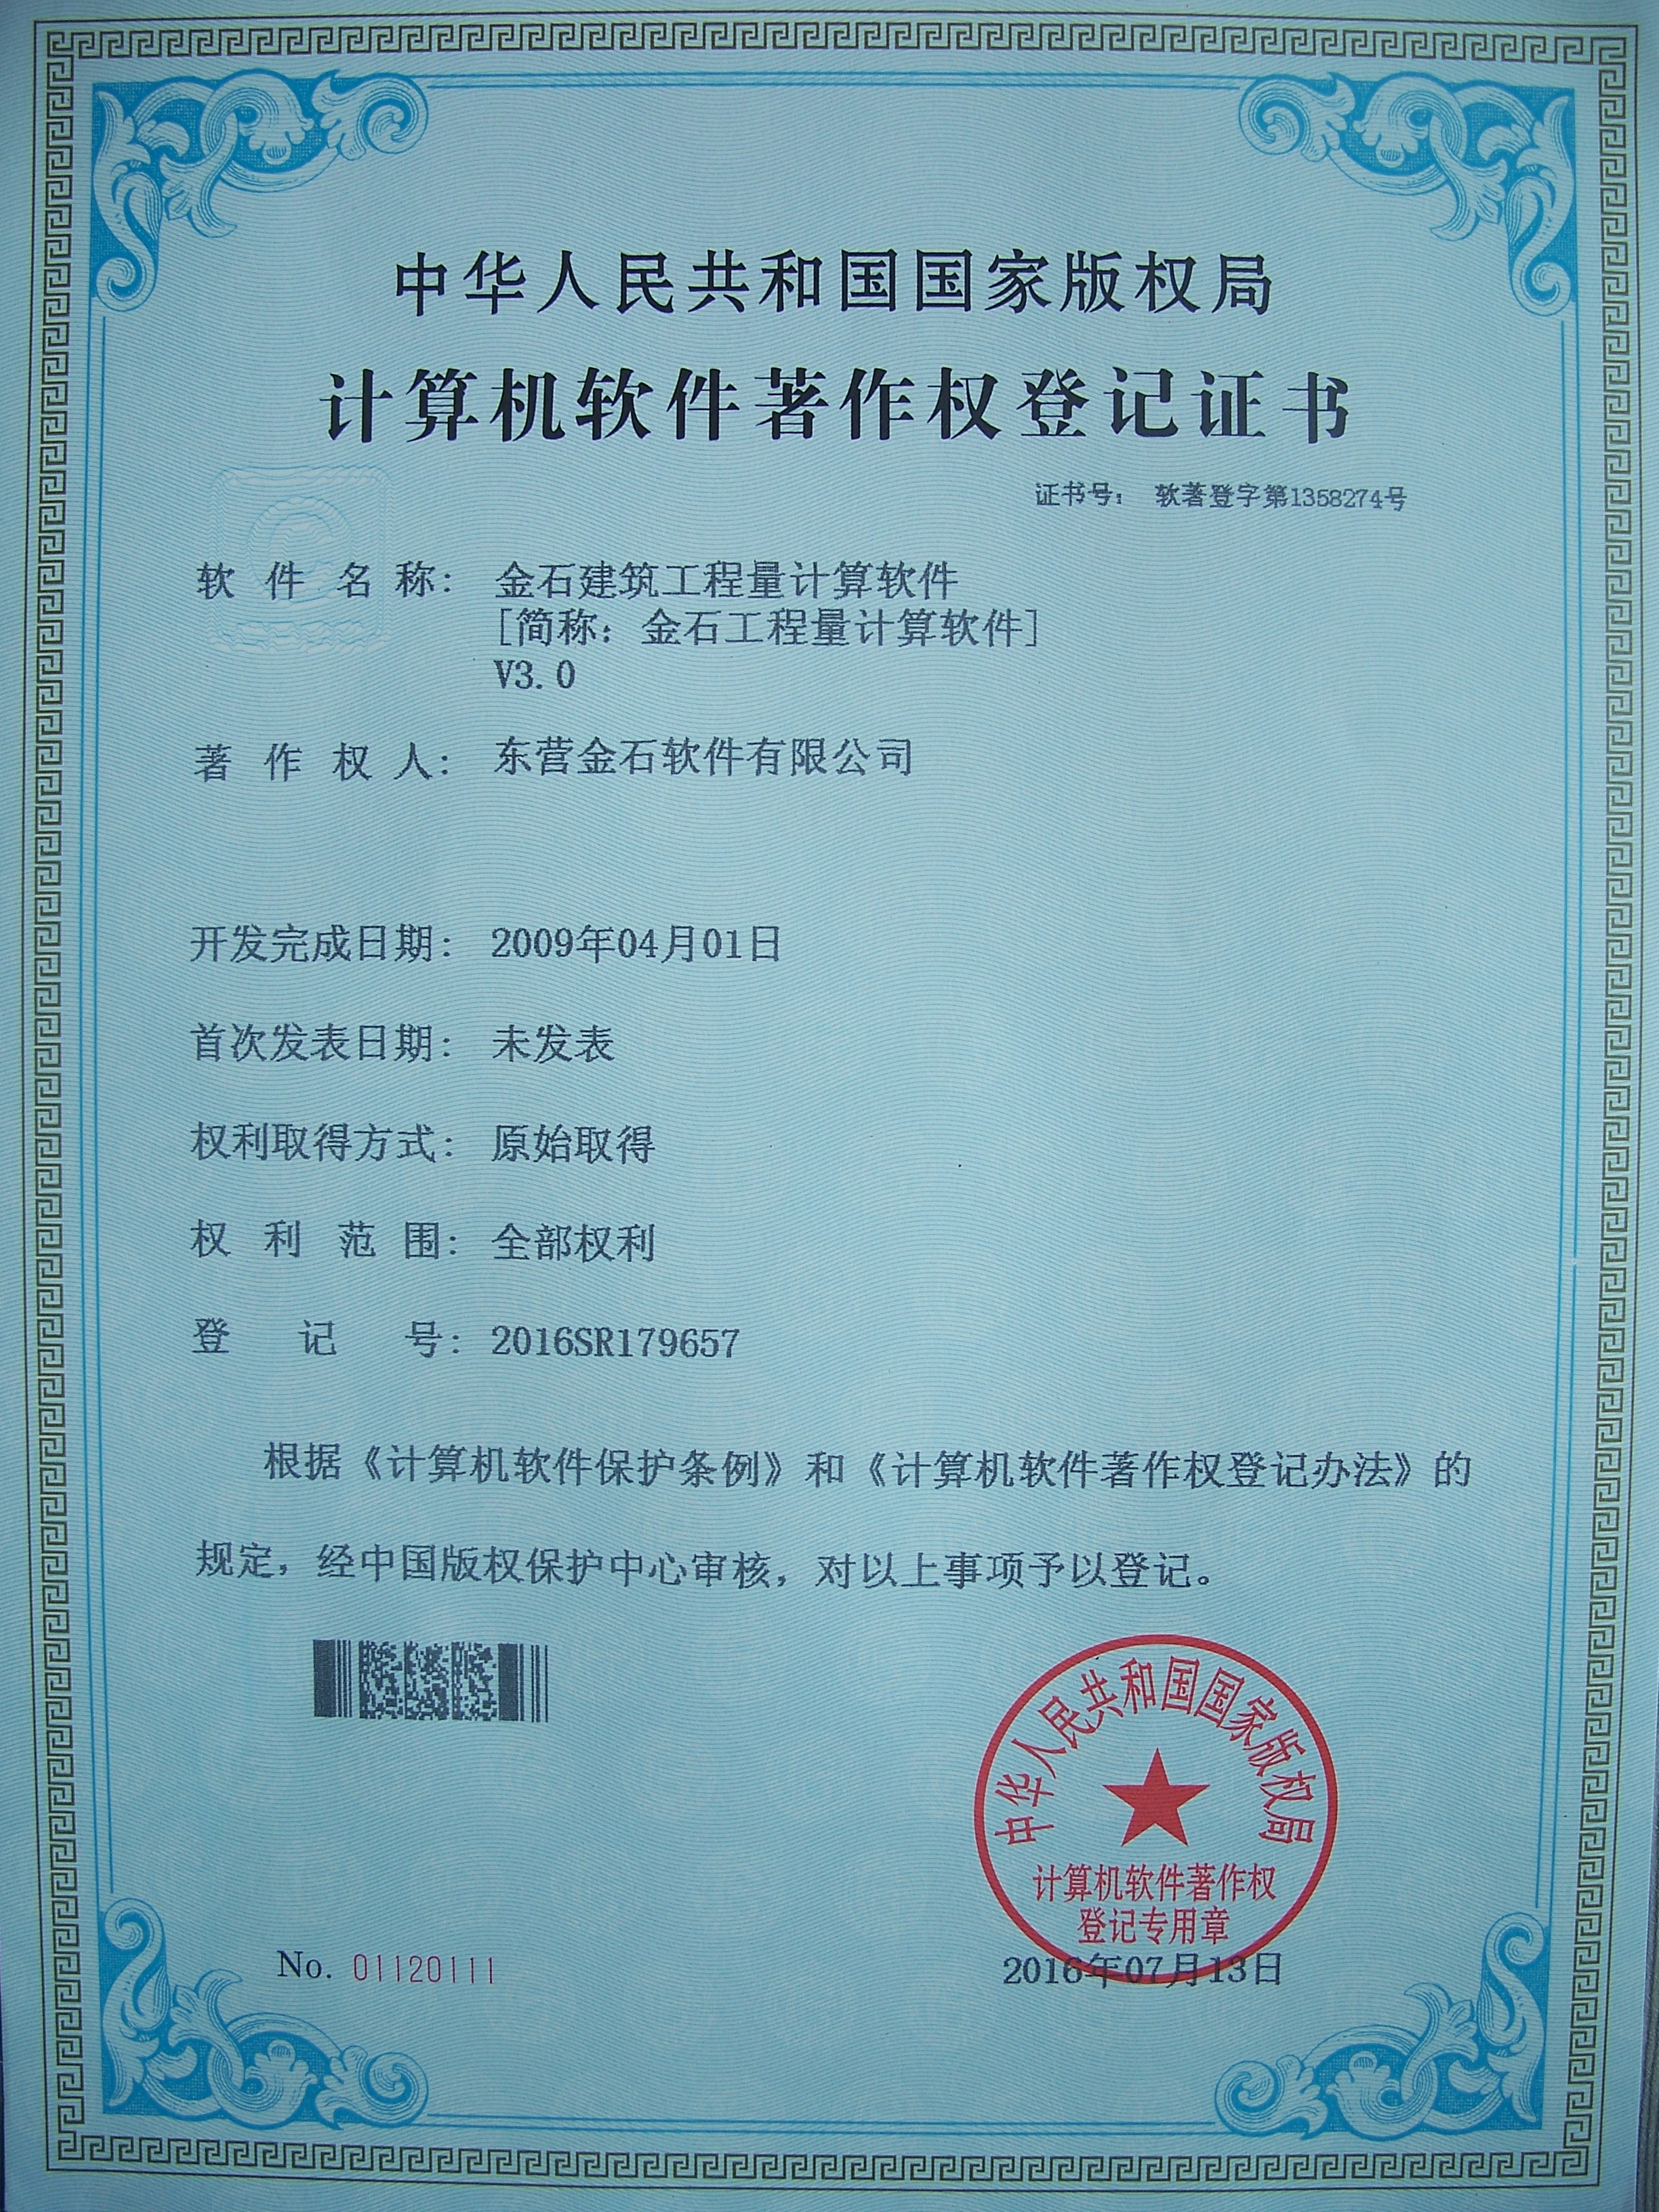 中华人民共和国国家版权局
计算机软件著作权登记证书
证书号： 软著登字第1358274号
软件名称： 金石建筑工程量计算软件
[简称：金石工程量计算软件]
V3.0
著作权人： 东营金石软件有限公司
开发完成日期： 2009年04月01日
首次发表日期： 未发表
权利取得方式： 原始取得
权利范围： 全部权利
登记号： 2016SR179657
根据《计算机软件保护条例》和《计算机软件著作权登记办法》的
规定，经中国版权保护中心审核，对以上事项予以登记。
中华人民共和国国家版权局
计算机软件著作权
登记专用章
No. 01120111
2016年07月13日